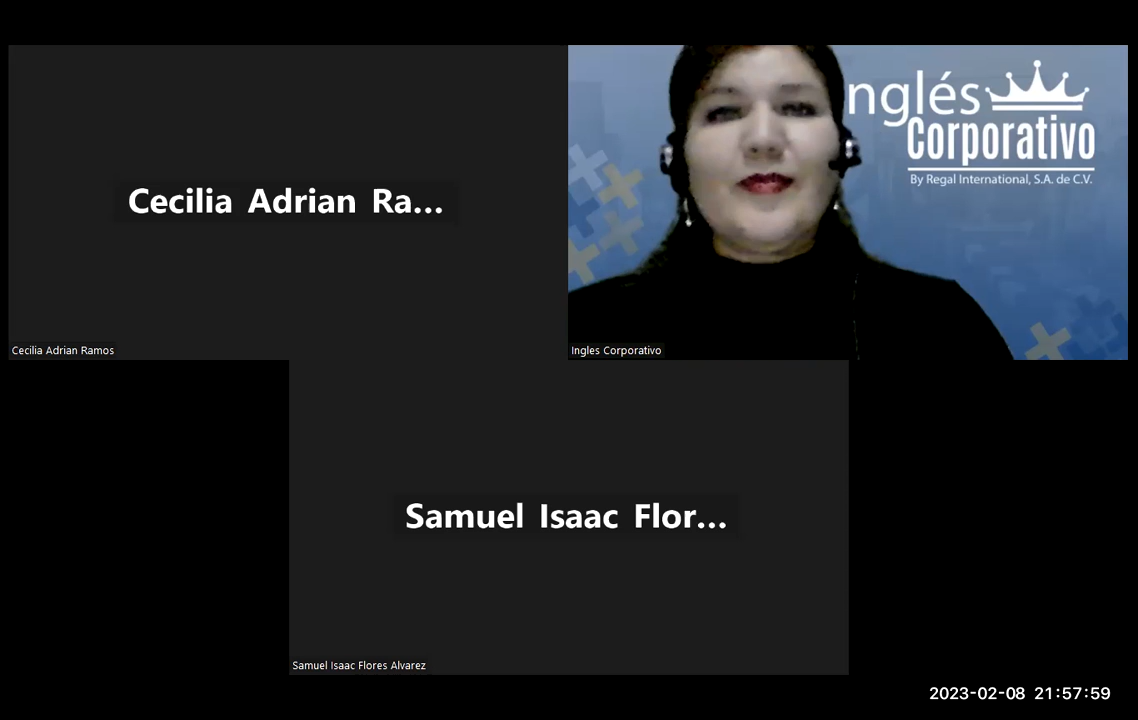 Cecilia Adrian Ra...
Cecilia Adrian Ramos
nglés
Corporativo
By Regal International, S.A. de C.V.
Ingles Corporativo
Samuel Isaac Flor...
Samuel Isaac Flores Alvarez
2023-02-08 21:57:59